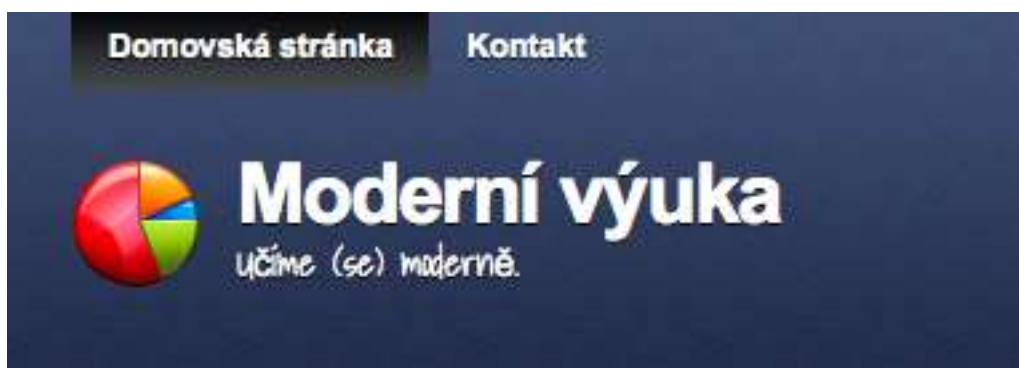 Domovská stránka Kontakt
Moderní výuka
učíme (se) moderně.